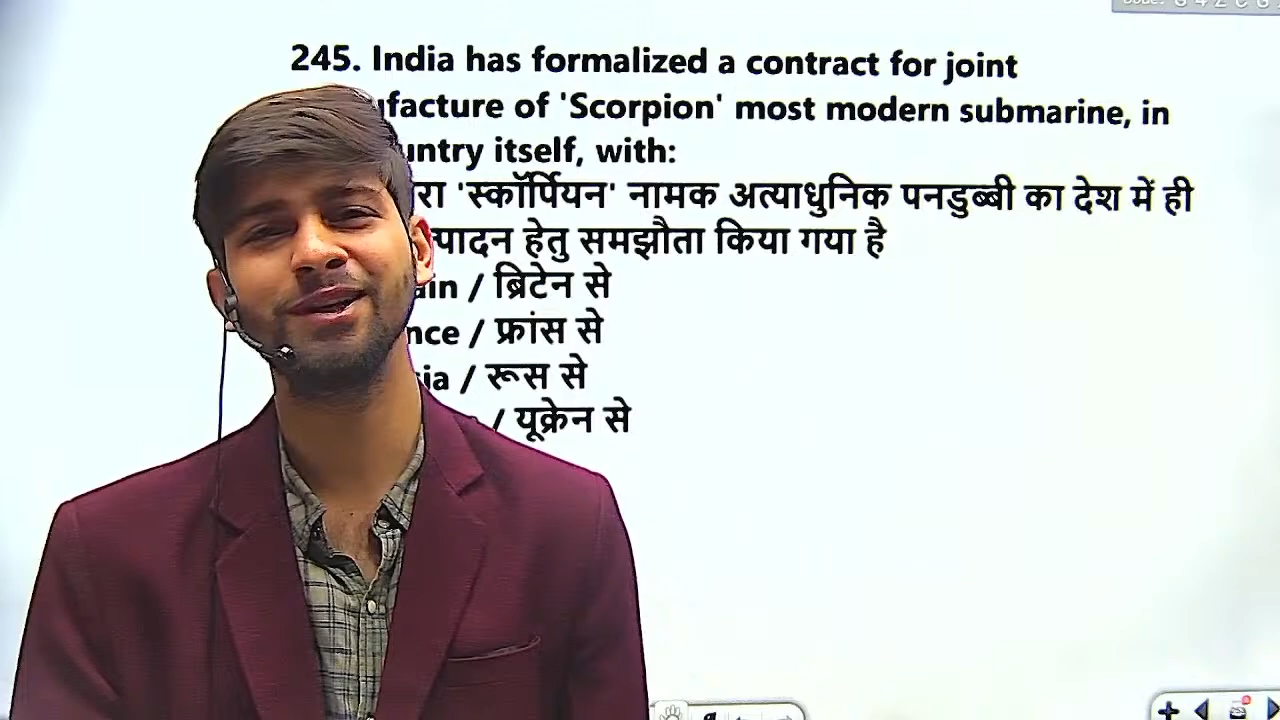 245. India has formalized a contract for joint
ufacture of 'Scorpion' most modern submarine, in
untry itself, with:
रा 'स्कॉर्पियन' नामक अत्याधुनिक पनडुब्बी का देश में ही
त्पादन हेतु समझौता किया गया है
ain / ब्रिटेन से
nce / फ्रांस से
sia / रूस से
/ यूक्रेन से